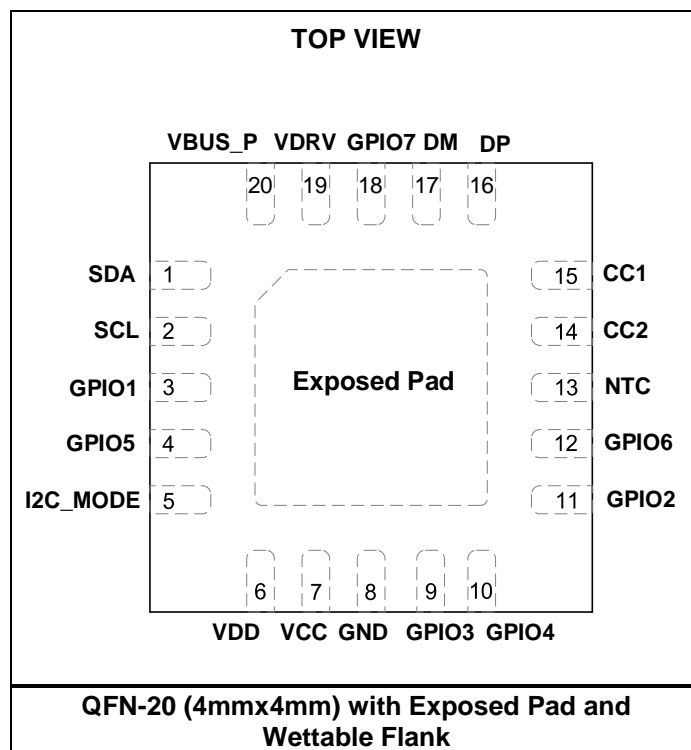 TOP VIEW
VBUS_P VDRV GPIO7 DM DP
20 19 18 17 16
SDA 1 15 CC1
SCL 2 14 CC2
GPIO1 3 Exposed Pad 13 NTC
GPIO5 4 12 GPIO6
I2C_MODE 5 11 GPIO2
6 7 8 9 10
VDD VCC GND GPIO3 GPIO4
QFN-20 (4mmx4mm) with Exposed Pad and
Wettable Flank